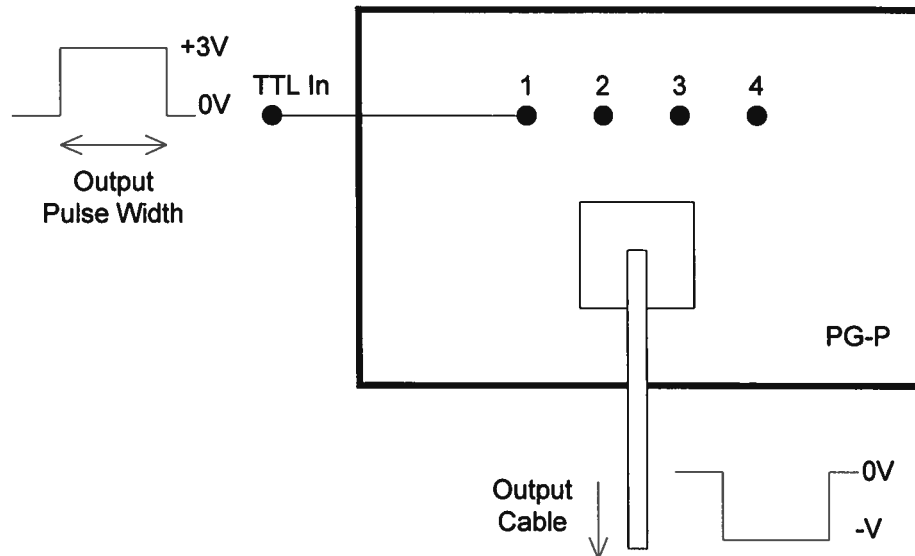 +3V
0V
Output
Pulse Width
TTL In
1 2 3 4
PG-P
Output
Cable
0V
-V